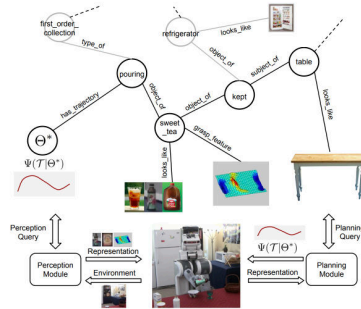 first_order_
collection
refrigerator
looks_like
type_of
object_of
table
pouring
subject_of
kept
has_trajectory
object_of
object_of
looks_like
sweet
_tea
grasp_feature
Θ*
Ψ(𝒯|Θ*)
looks_like
Perception
Query
Representation
Ψ(𝒯|Θ*)
Planning
Query
Perception
Module
Environment
Representation
Planning
Module